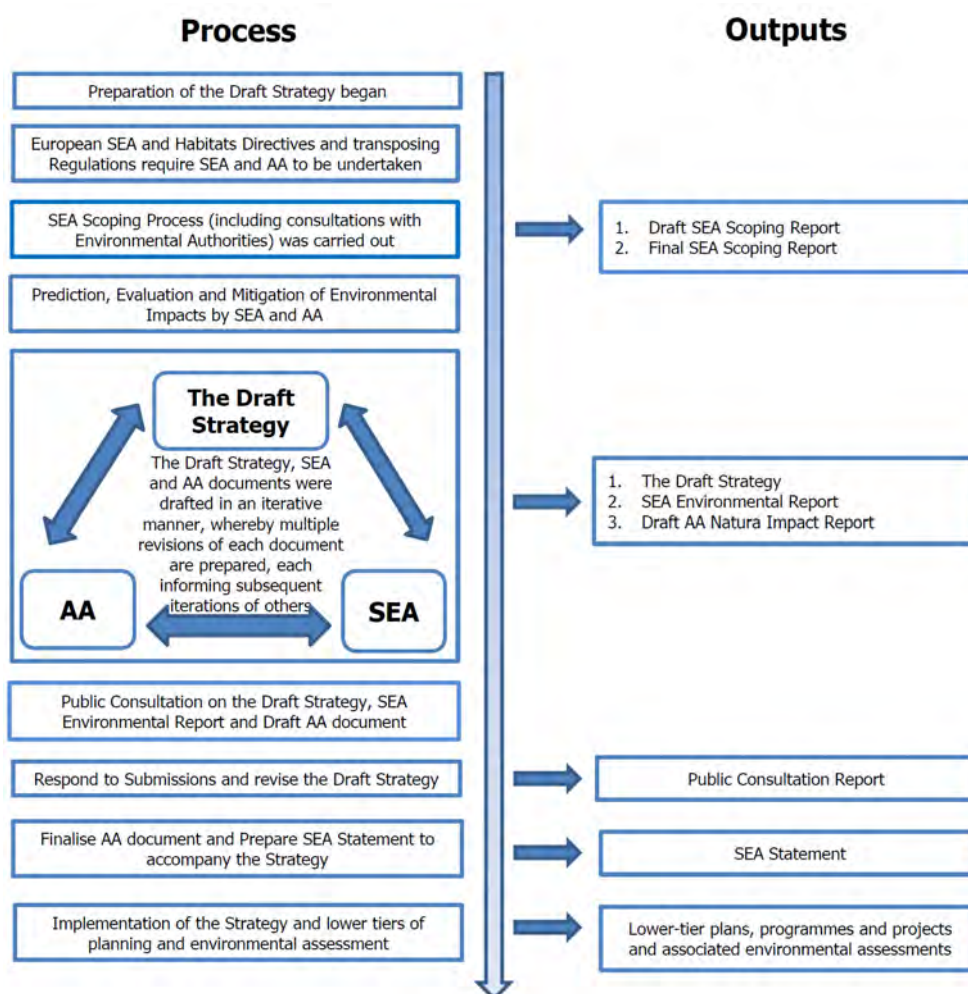 Process
Outputs
Preparation of the Draft Strategy began
European SEA and Habitats Directives and transposing
Regulations require SEA and AA to be undertaken
SEA Scoping Process (including consultations with
Environmental Authorities) was carried out
1. Draft SEA Scoping Report
2. Final SEA Scoping Report
Prediction, Evaluation and Mitigation of Environmental
Impacts by SEA and AA
The Draft
Strategy
The Draft Strategy, SEA
and AA documents were
drafted in an iterative
manner, whereby multiple
revisions of each document
are prepared, each
informing subsequent
iterations of others
AA
SEA
1. The Draft Strategy
2. SEA Environmental Report
3. Draft AA Natura Impact Report
Public Consultation on the Draft Strategy, SEA
Environmental Report and Draft AA document
Respond to Submissions and revise the Draft Strategy
Public Consultation Report
Finalise AA document and Prepare SEA Statement to
accompany the Strategy
SEA Statement
Implementation of the Strategy and lower tiers of
planning and environmental assessment
Lower-tier plans, programmes and projects
and associated environmental assessments